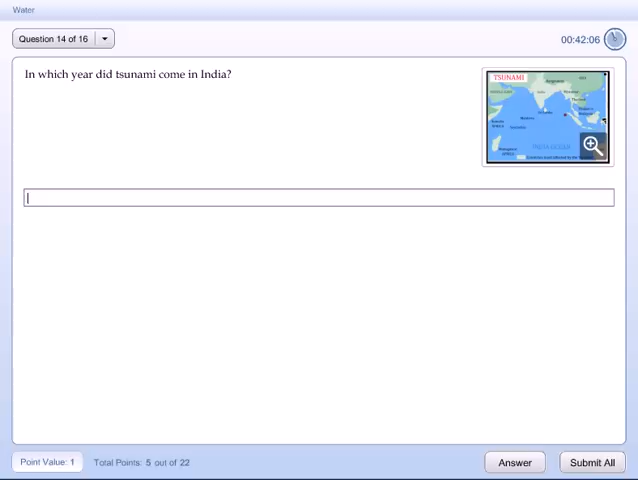 Water
Question 14 of 16
00:42:06
In which year did tsunami come in India?
TSUNAMI
INDIA OCEAN
Point Value: 1
Total Points: 5 out of 22
Answer
Submit All